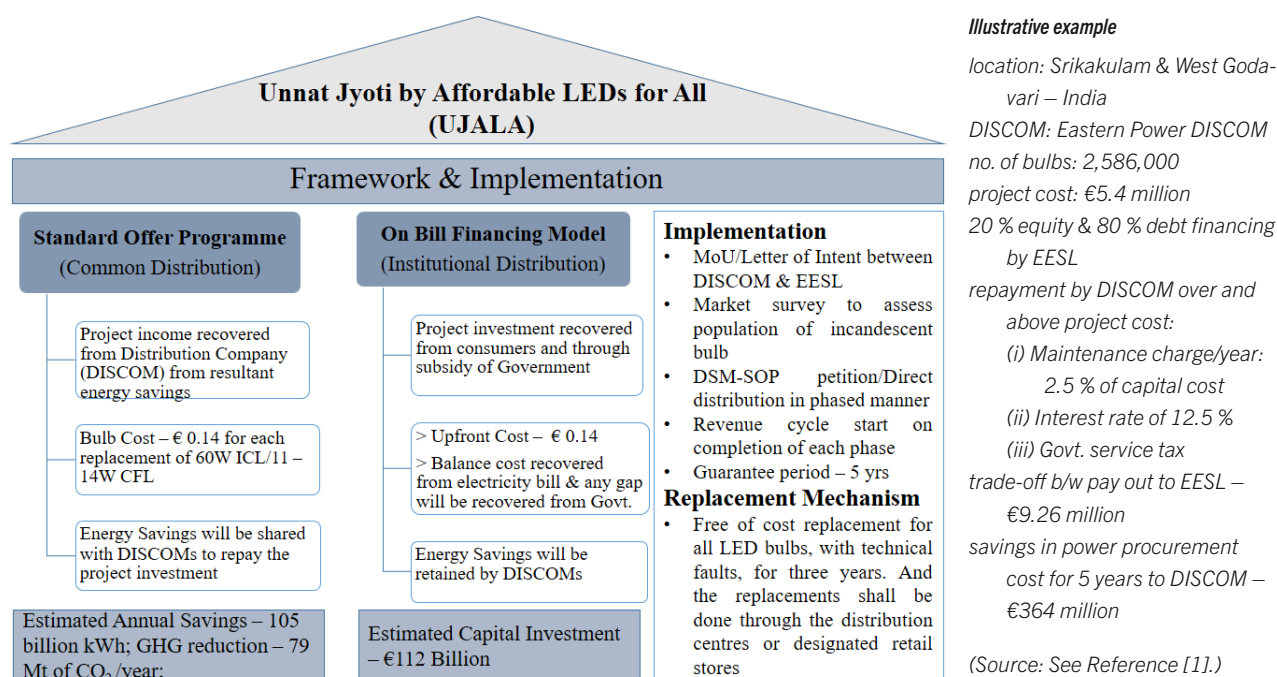 Unnat Jyoti by Affordable LEDs for All
(UJALA)
Framework & Implementation
Standard Offer Programme
(Common Distribution)
Project income recovered
from Distribution Company
(DISCOM) from resultant
energy savings
Bulb Cost – € 0.14 for each
replacement of 60W ICL/11 –
14W CFL
Energy Savings will be shared
with DISCOMs to repay the
project investment
Estimated Annual Savings – 105
billion kWh; GHG reduction – 79
Mt of CO₂ /year;
On Bill Financing Model
(Institutional Distribution)
Project investment recovered
from consumers and through
subsidy of Government
> Upfront Cost – € 0.14
> Balance cost recovered
from electricity bill & any gap
will be recovered from Govt.
Energy Savings will be
retained by DISCOMs
Estimated Capital Investment
– €112 Billion
Implementation
• MoU/Letter of Intent between
DISCOM & EESL
• Market survey to assess
population of incandescent
bulb
• DSM-SOP petition/Direct
distribution in phased manner
• Revenue cycle start on
completion of each phase
• Guarantee period – 5 yrs
Replacement Mechanism
• Free of cost replacement for
all LED bulbs, with technical
faults, for three years. And
the replacements shall be
done through the distribution
centres or designated retail
stores
Illustrative example
location: Srikakulam & West Goda-
vari – India
DISCOM: Eastern Power DISCOM
no. of bulbs: 2,586,000
project cost: €5.4 million
20 % equity & 80 % debt financing
by EESL
repayment by DISCOM over and
above project cost:
(i) Maintenance charge/year:
2.5 % of capital cost
(ii) Interest rate of 12.5 %
(iii) Govt. service tax
trade-off b/w pay out to EESL –
€9.26 million
savings in power procurement
cost for 5 years to DISCOM –
€364 million
(Source: See Reference [1].)